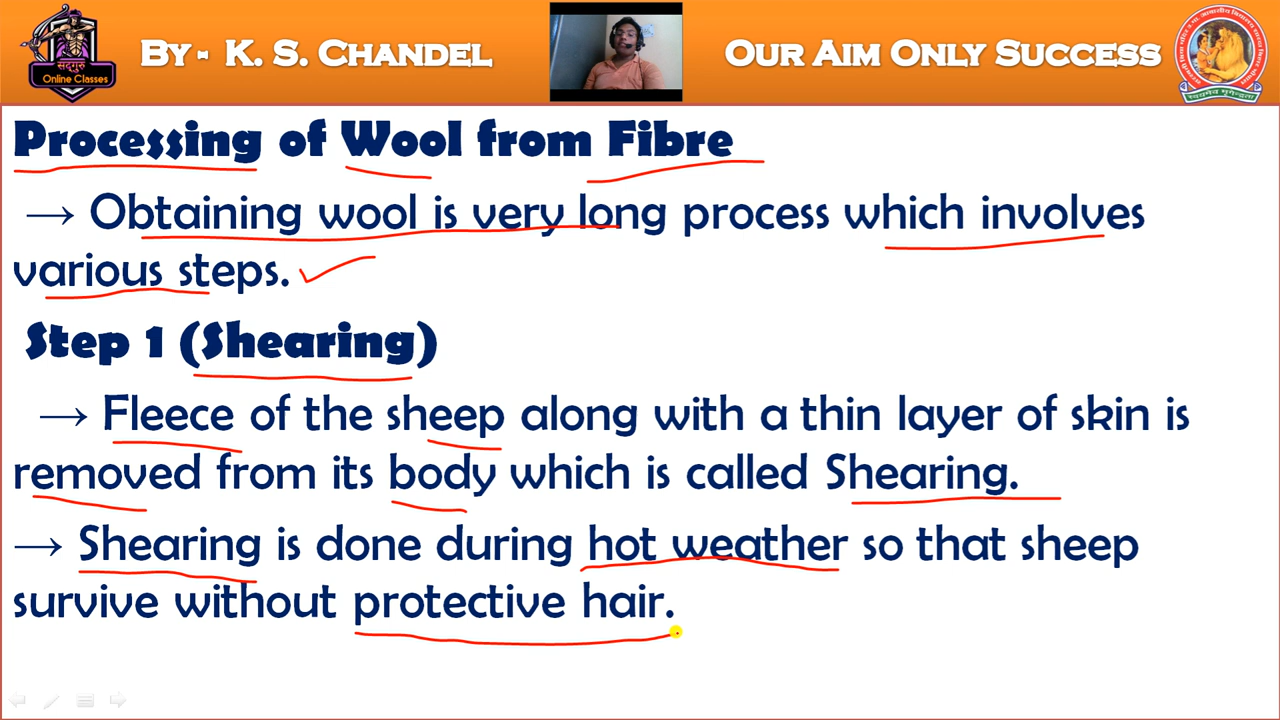 सद्गुरु
Online Classes
BY - K. S. CHANDEL
OUR AIM ONLY SUCCESS
स्वयमेव मृगेन्द्रता
Processing of Wool from Fibre
→ Obtaining wool is very long process which involves
various steps.
Step 1 (Shearing)
→ Fleece of the sheep along with a thin layer of skin is
removed from its body which is called Shearing.
→ Shearing is done during hot weather so that sheep
survive without protective hair.